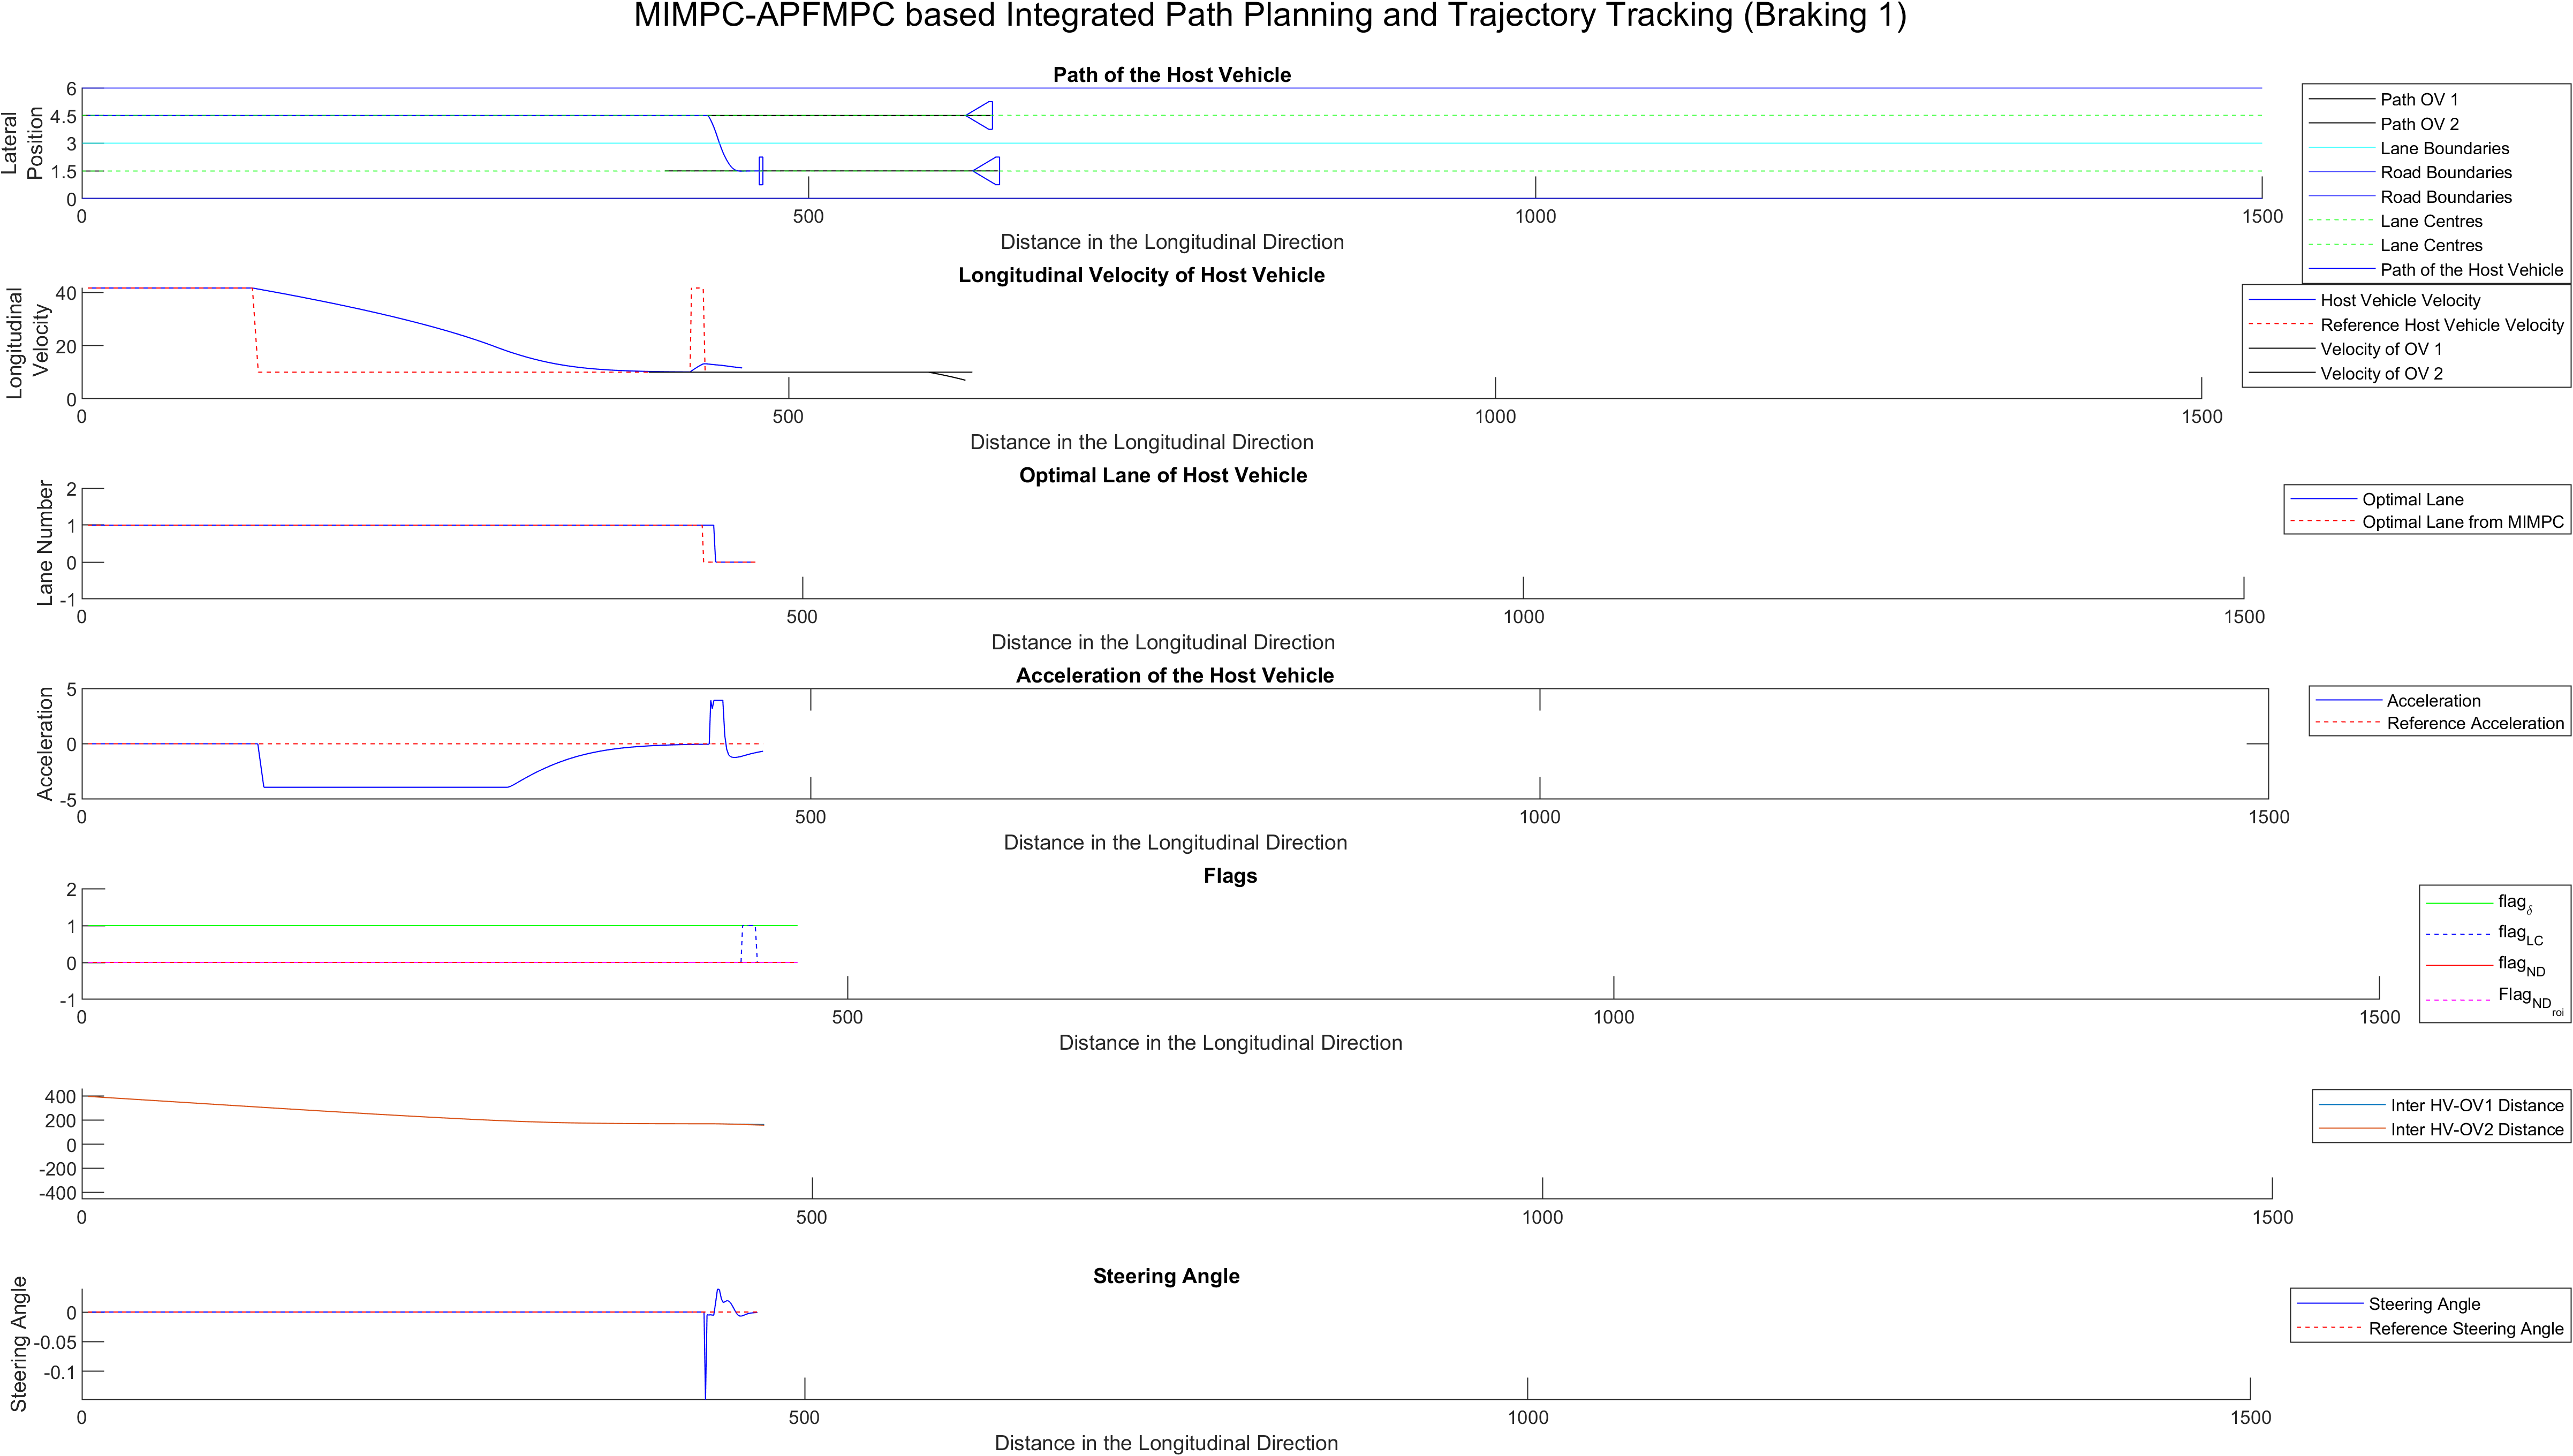 MIMPC-APFMPC based Integrated Path Planning and Trajectory Tracking (Braking 1)
Path of the Host Vehicle
Lateral
Position
6
4.5
3
1.5
0
0
500
1000
1500
Distance in the Longitudinal Direction
Path OV 1
Path OV 2
Lane Boundaries
Road Boundaries
Road Boundaries
Lane Centres
Lane Centres
Path of the Host Vehicle
Longitudinal Velocity of Host Vehicle
Longitudinal
Velocity
40
20
0
0
500
1000
1500
Distance in the Longitudinal Direction
Host Vehicle Velocity
Reference Host Vehicle Velocity
Velocity of OV 1
Velocity of OV 2
Optimal Lane of Host Vehicle
Lane Number
2
1
0
-1
0
500
1000
1500
Distance in the Longitudinal Direction
Optimal Lane
Optimal Lane from MIMPC
Acceleration of the Host Vehicle
Acceleration
5
0
-5
0
500
1000
1500
Distance in the Longitudinal Direction
Acceleration
Reference Acceleration
Flags
2
1
0
-1
0
500
1000
1500
Distance in the Longitudinal Direction
flag δ
flag LC
flag ND
Flag ND roi
400
200
0
-200
-400
0
500
1000
1500
Inter HV-OV1 Distance
Inter HV-OV2 Distance
Steering Angle
Steering Angle
0
-0.05
-0.1
0
500
1000
1500
Distance in the Longitudinal Direction
Steering Angle
Reference Steering Angle